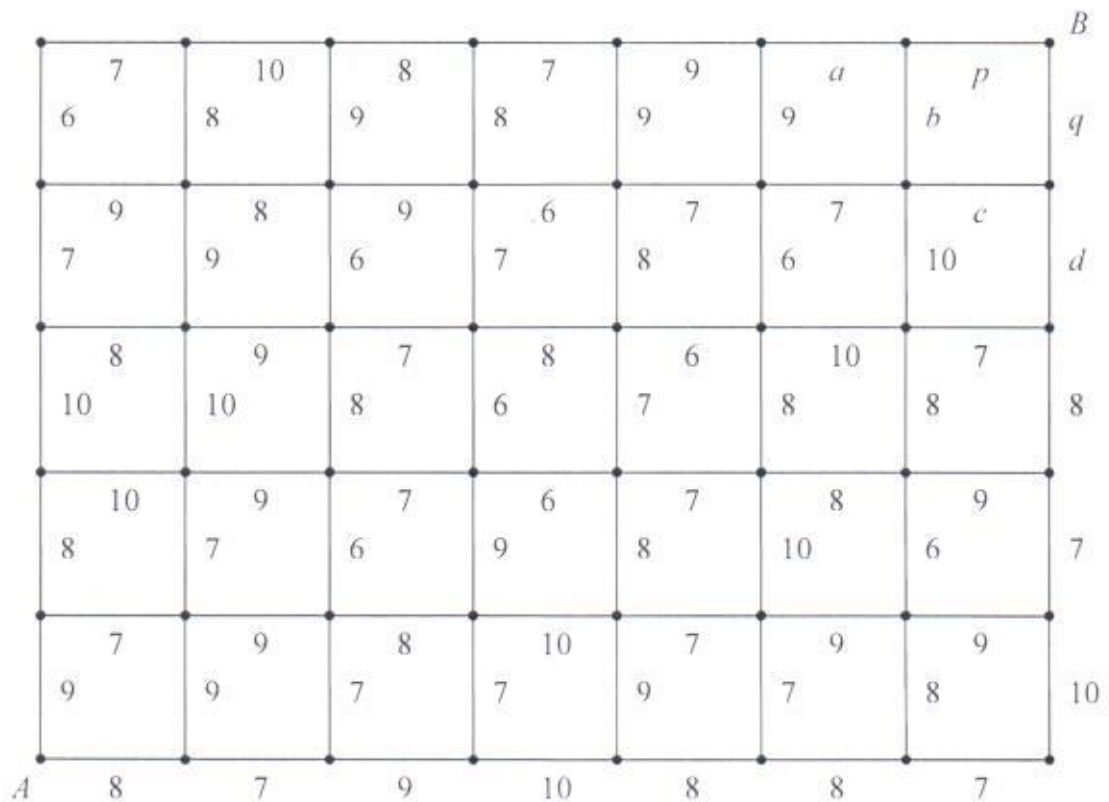 B
7 10 8 7 9 a p
6 8 9 8 9 9 b q
9 8 9 6 7 7 c
7 9 6 7 8 6 10 d
8 9 7 8 6 10 7
10 10 8 6 7 8 8 8
10 9 7 6 7 8 9
8 7 6 9 8 10 6 7
7 9 8 10 7 9 9
9 9 7 7 9 7 8 10
A 8 7 9 10 8 8 7